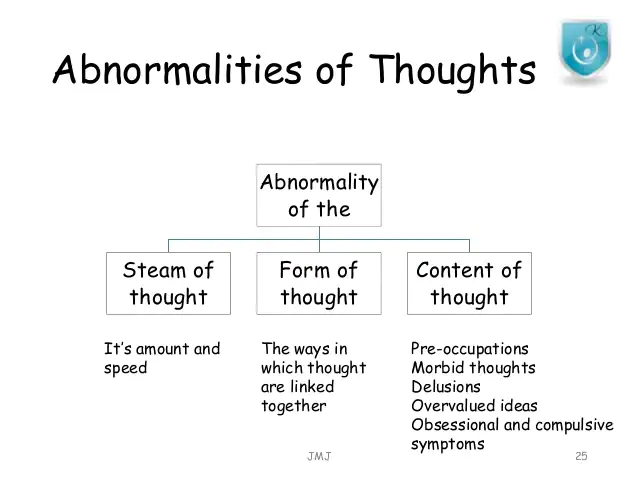 Abnormalities of Thoughts
K
Abnormality
of the
Steam of
thought
Form of
thought
Content of
thought
It's amount and
speed
The ways in
which thought
are linked
together
Pre-occupations
Morbid thoughts
Delusions
Overvalued ideas
Obsessional and compulsive
symptoms
JMJ
25